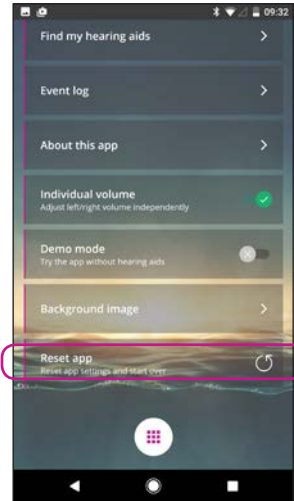 09:32
Find my hearing aids
Event log
About this app
Individual volume
Adjust left/right volume independently
Demo mode
Try the app without hearing aids
Background image
Reset app
Reset app settings and start over